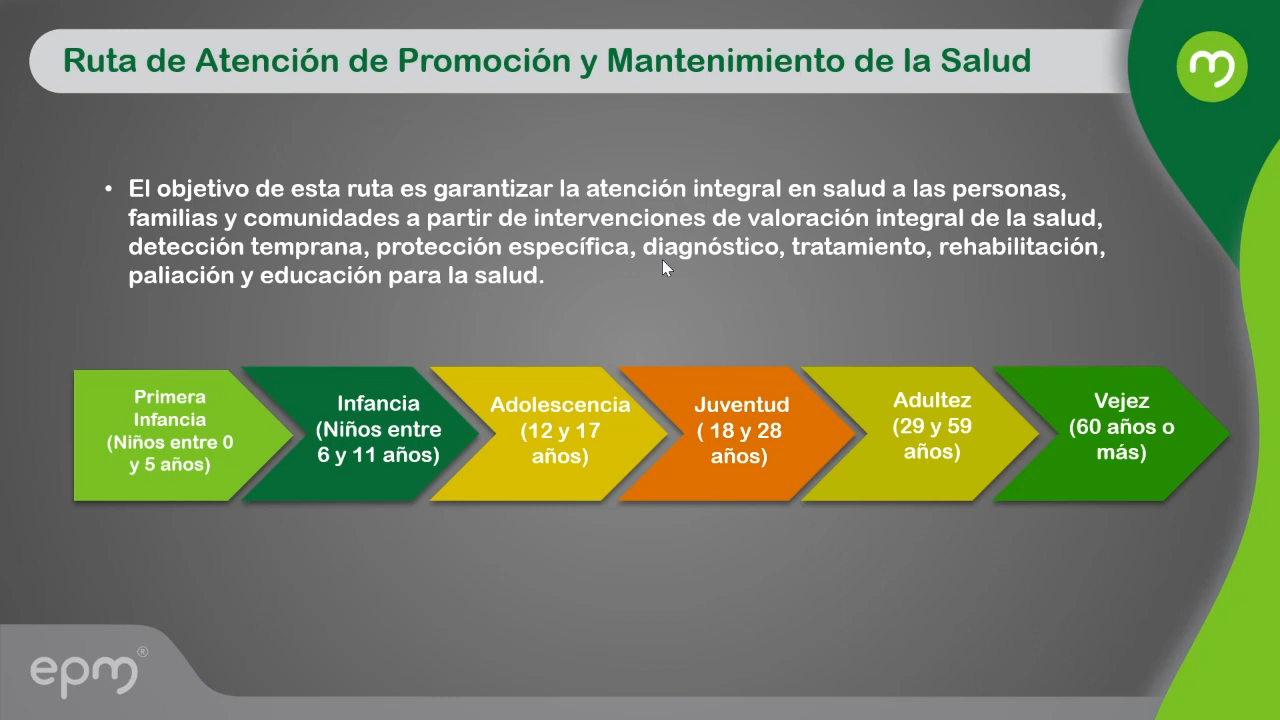 Ruta de Atención de Promoción y Mantenimiento de la Salud
• El objetivo de esta ruta es garantizar la atención integral en salud a las personas,
familias y comunidades a partir de intervenciones de valoración integral de la salud,
detección temprana, protección específica, diagnóstico, tratamiento, rehabilitación,
paliación y educación para la salud.
Primera
Infancia
(Niños entre 0
y 5 años)
Infancia
(Niños entre
6 y 11 años)
Adolescencia
(12 y 17
años)
Juventud
( 18 y 28
años)
Adultez
(29 y 59
años)
Vejez
(60 años o
más)
epm®